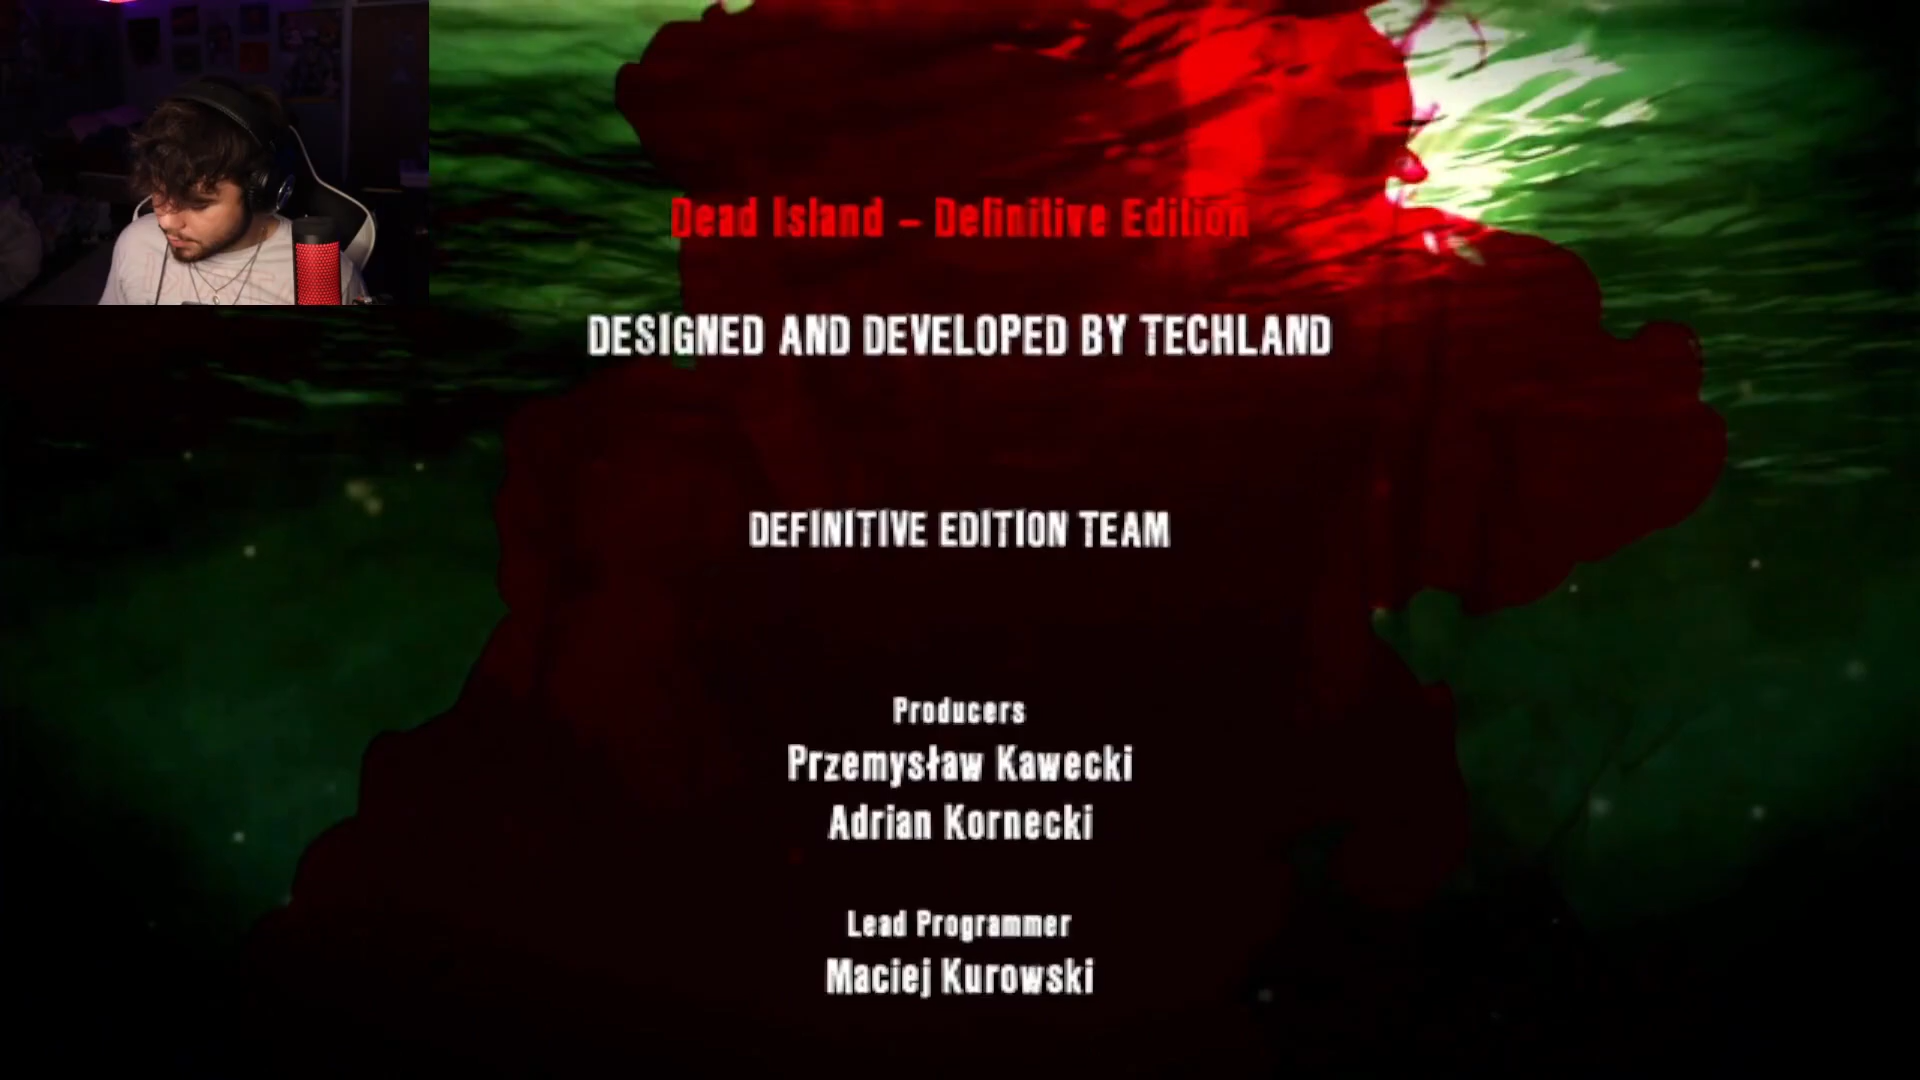 Dead Island – Definitive Edition
DESIGNED AND DEVELOPED BY TECHLAND
DEFINITIVE EDITION TEAM
Producers
Przemysław Kawecki
Adrian Kornecki
Lead Programmer
Maciej Kurowski